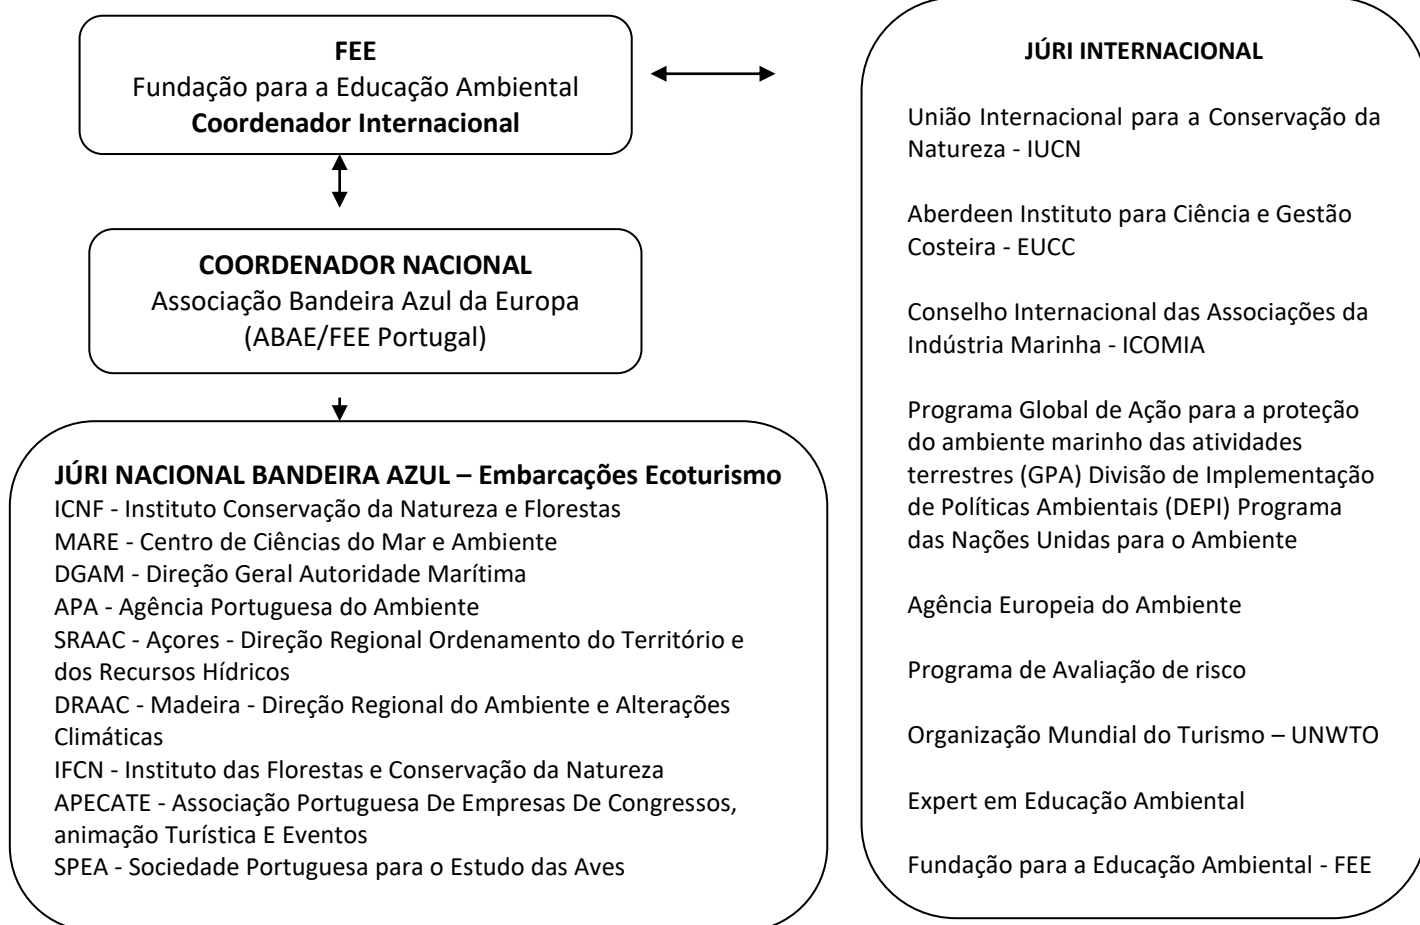 FEE
Fundação para a Educação Ambiental
Coordenador Internacional
COORDENADOR NACIONAL
Associação Bandeira Azul da Europa
(ABAE/FEE Portugal)
JÚRI NACIONAL BANDEIRA AZUL – Embarcações Ecoturismo
ICNF - Instituto Conservação da Natureza e Florestas
MARE - Centro de Ciências do Mar e Ambiente
DGAM - Direção Geral Autoridade Marítima
APA - Agência Portuguesa do Ambiente
SRAAC - Açores - Direção Regional Ordenamento do Território e
dos Recursos Hídricos
DRAAC - Madeira - Direção Regional do Ambiente e Alterações
Climáticas
IFCN - Instituto das Florestas e Conservação da Natureza
APECATE - Associação Portuguesa De Empresas De Congressos,
animação Turística E Eventos
SPEA - Sociedade Portuguesa para o Estudo das Aves
JÚRI INTERNACIONAL
União Internacional para a Conservação da
Natureza - IUCN
Aberdeen Instituto para Ciência e Gestão
Costeira - EUCC
Conselho Internacional das Associações da
Indústria Marinha - ICOMIA
Programa Global de Ação para a proteção
do ambiente marinho das atividades
terrestres (GPA) Divisão de Implementação
de Políticas Ambientais (DEPI) Programa
das Nações Unidas para o Ambiente
Agência Europeia do Ambiente
Programa de Avaliação de risco
Organização Mundial do Turismo – UNWTO
Expert em Educação Ambiental
Fundação para a Educação Ambiental - FEE